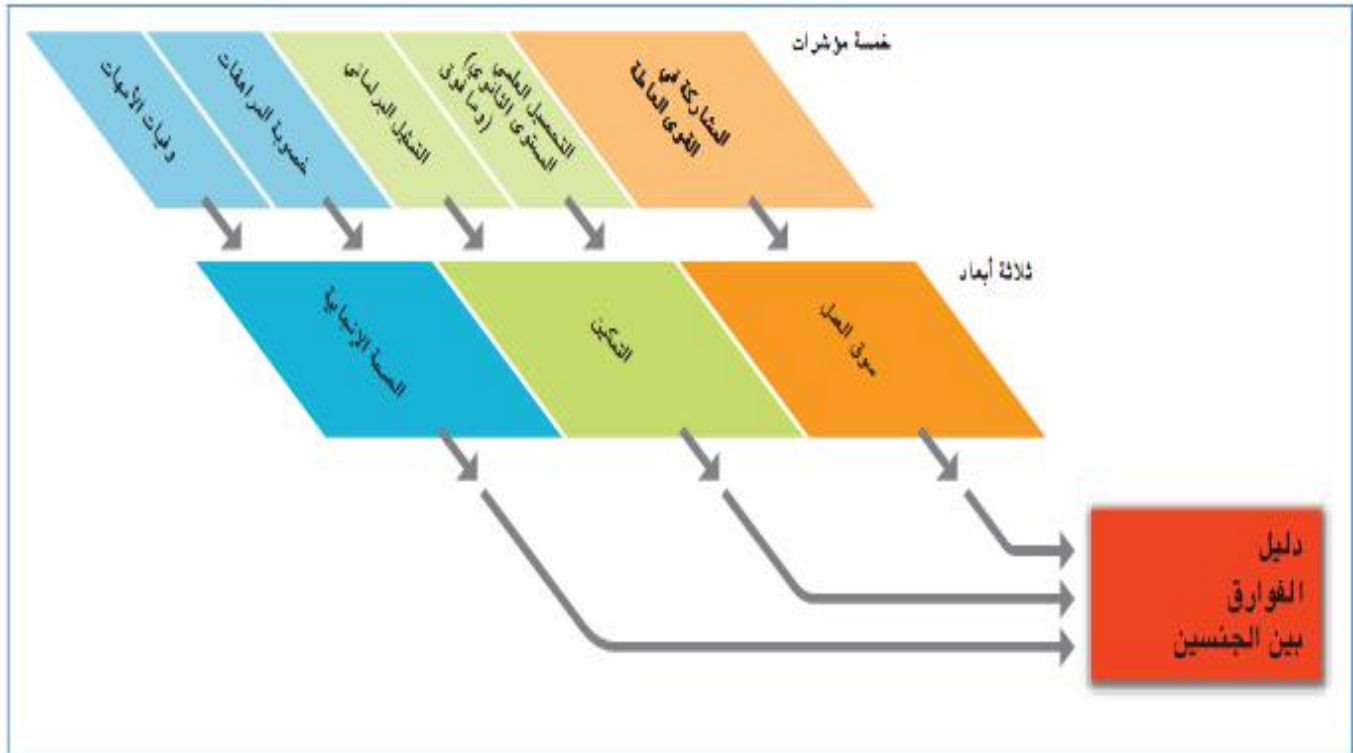 خمسة مؤشرات
المشاركة في
القوى العاملة
التحصيل العلمي
(المستوى الثانوي
وما فوق)
التمثيل البرلماني
خصوبة المراهقات
وفيات الأمهات
ثلاثة أبعاد
سوق العمل
التمكين
الصحة الإنجابية
دليل
الفوارق
بين الجنسين